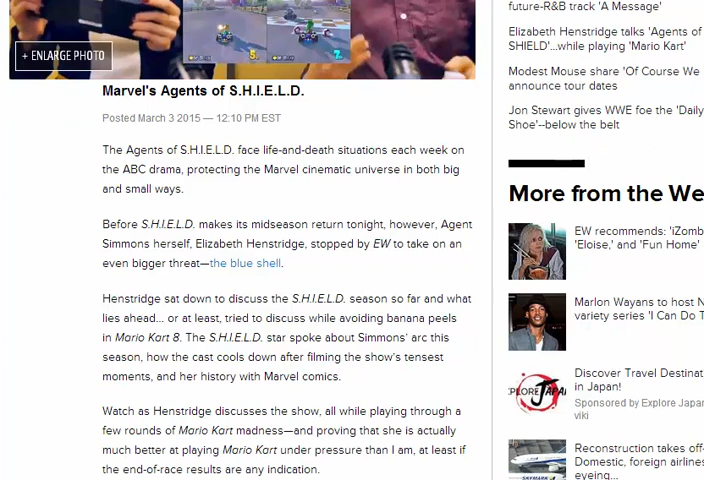 + ENLARGE PHOTO
Marvel's Agents of S.H.I.E.L.D.
Posted March 3 2015 — 12:10 PM EST
The Agents of S.H.I.E.L.D. face life-and-death situations each week on
the ABC drama, protecting the Marvel cinematic universe in both big
and small ways.
Before S.H.I.E.L.D. makes its midseason return tonight, however, Agent
Simmons herself, Elizabeth Henstridge, stopped by EW to take on an
even bigger threat—the blue shell.
Henstridge sat down to discuss the S.H.I.E.L.D. season so far and what
lies ahead... or at least, tried to discuss while avoiding banana peels
in Mario Kart 8. The S.H.I.E.L.D. star spoke about Simmons' arc this
season, how the cast cools down after filming the show's tensest
moments, and her history with Marvel comics.
Watch as Henstridge discusses the show, all while playing through a
few rounds of Mario Kart madness—and proving that she is actually
much better at playing Mario Kart under pressure than I am, at least if
the end-of-race results are any indication.
future-R&B track 'A Message'
Elizabeth Henstridge talks 'Agents of
SHIELD'...while playing 'Mario Kart'
Modest Mouse share 'Of Course We
announce tour dates
Jon Stewart gives WWE foe the 'Daily
Shoe'--below the belt
More from the We
EW recommends: 'iZomb
'Eloise,' and 'Fun Home'
Marlon Wayans to host N
variety series 'I Can Do T
Discover Travel Destinat
in Japan!
Sponsored by Explore Japan
viki
Reconstruction takes off-
Domestic, foreign airlines
eyeing...
SKYMARK